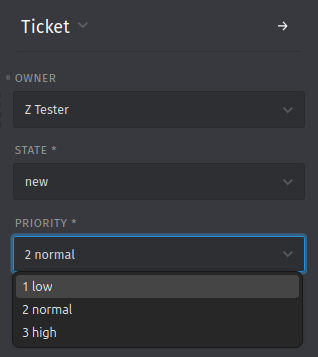 Ticket
OWNER
Z Tester
STATE *
new
PRIORITY *
2 normal
1 low
2 normal
3 high